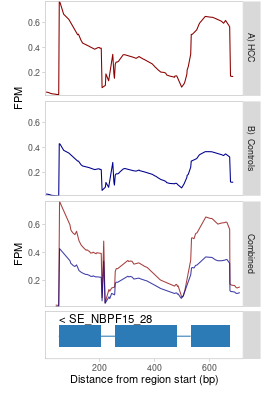 0.6
0.4
0.2
FPM
A) HCC
0.6
0.4
0.2
FPM
B) Controls
0.6
0.4
0.2
FPM
Combined
< SE_NBPF15_28
200
400
600
Distance from region start (bp)